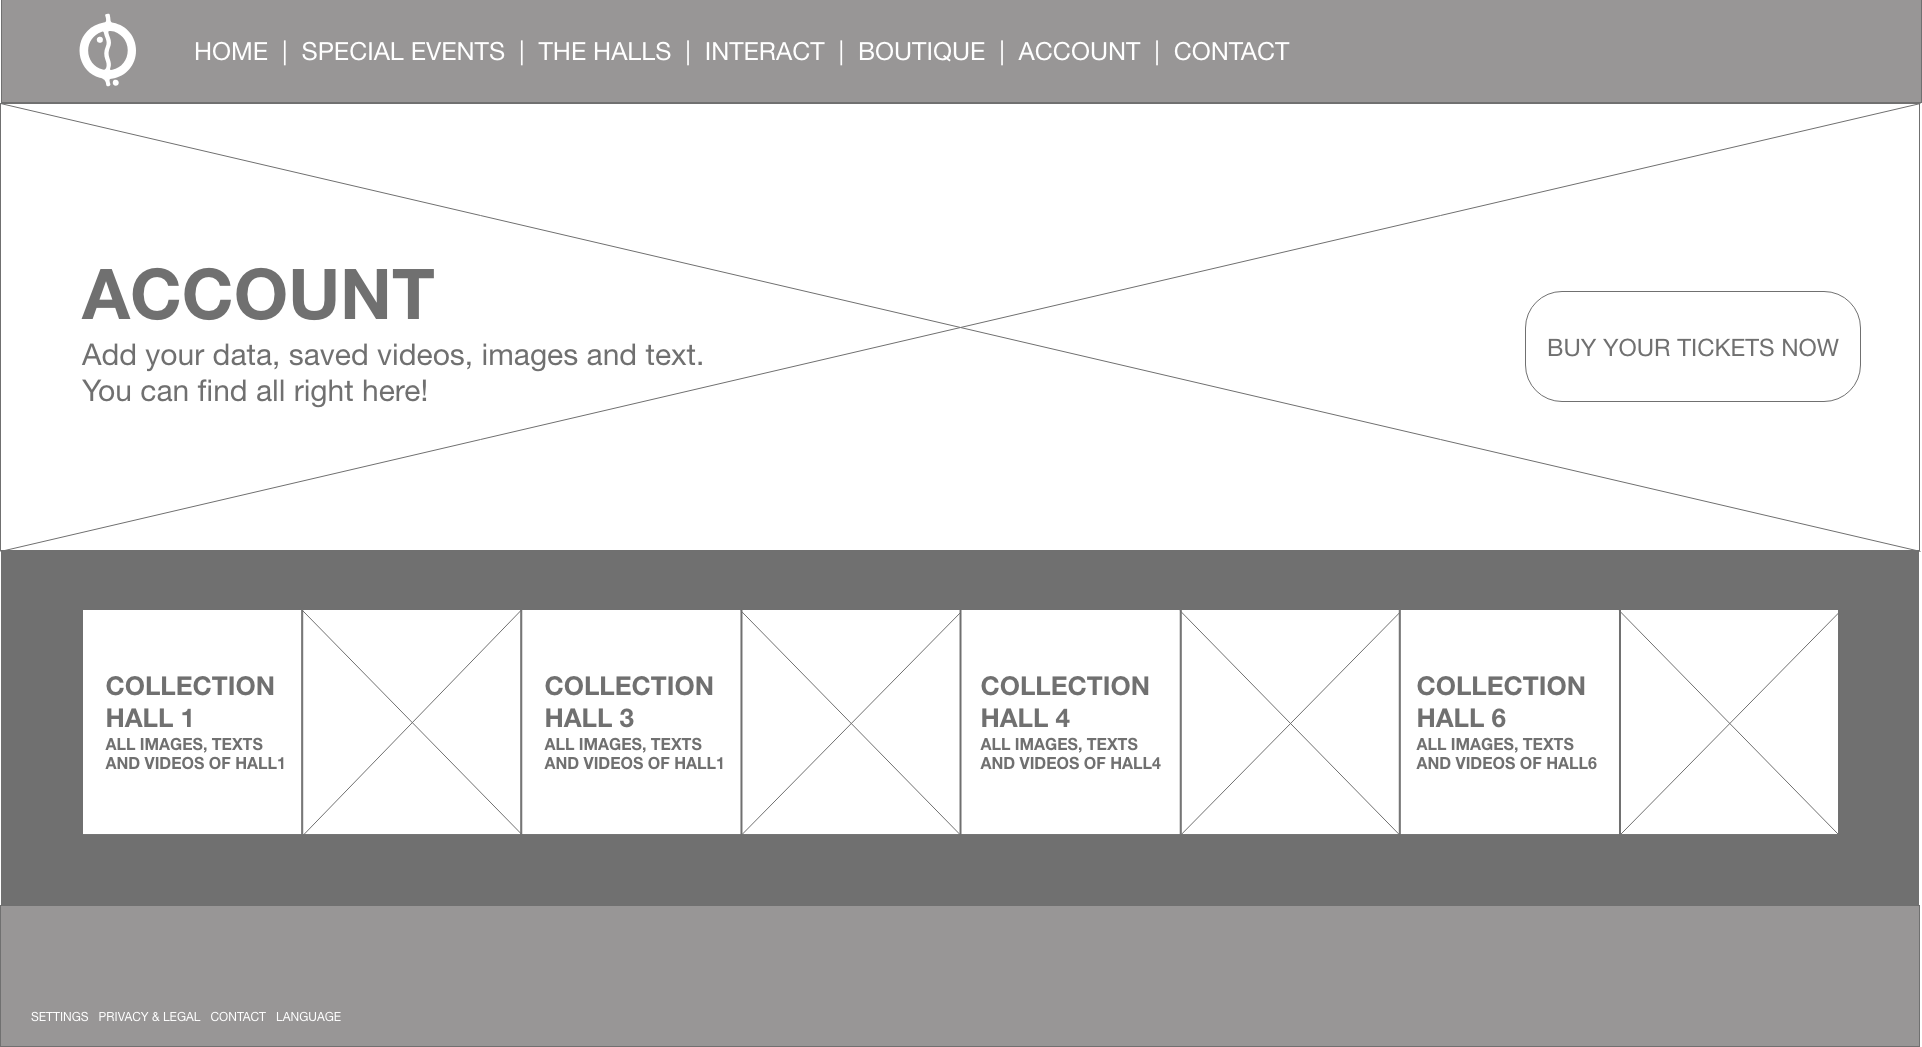 HOME | SPECIAL EVENTS | THE HALLS | INTERACT | BOUTIQUE | ACCOUNT | CONTACT
ACCOUNT
Add your data, saved videos, images and text.
You can find all right here!
BUY YOUR TICKETS NOW
COLLECTION
HALL 1
ALL IMAGES, TEXTS
AND VIDEOS OF HALL1
COLLECTION
HALL 3
ALL IMAGES, TEXTS
AND VIDEOS OF HALL1
COLLECTION
HALL 4
ALL IMAGES, TEXTS
AND VIDEOS OF HALL4
COLLECTION
HALL 6
ALL IMAGES, TEXTS
AND VIDEOS OF HALL6
SETTINGS PRIVACY & LEGAL CONTACT LANGUAGE